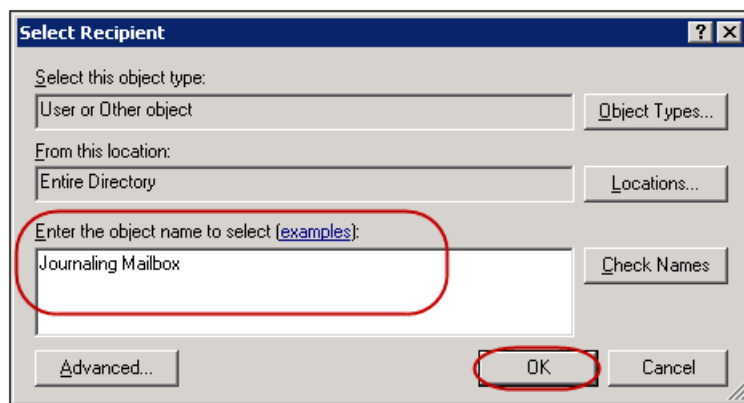 Select Recipient
Select this object type:
User or Other object
Object Types...
From this location:
Entire Directory
Locations...
Enter the object name to select (examples):
Journaling Mailbox
Check Names
Advanced...
OK
Cancel